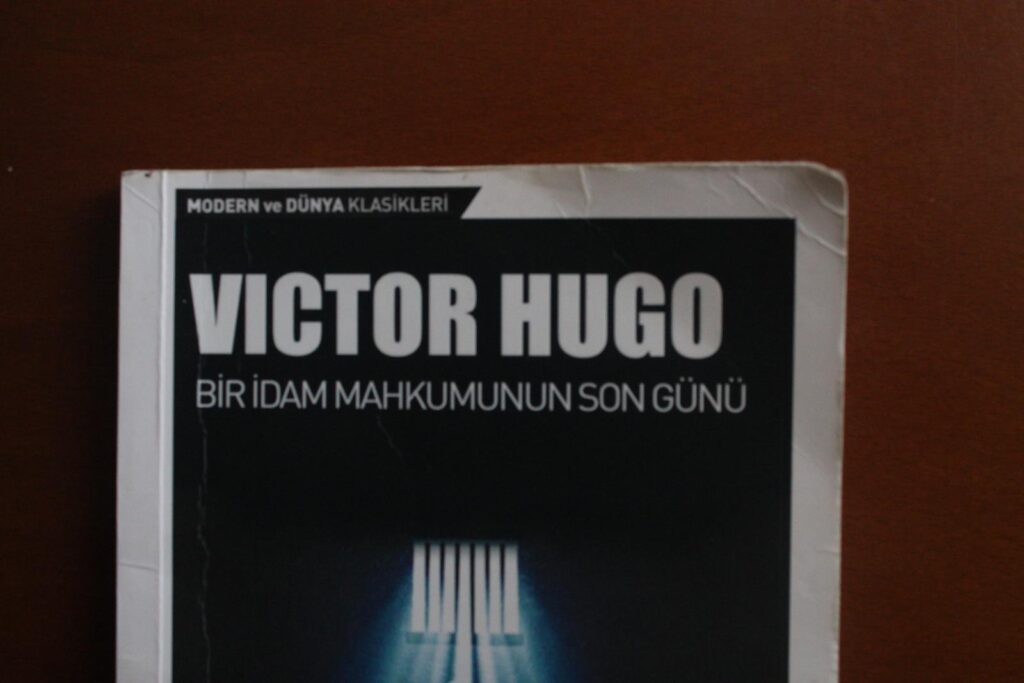 MODERN ve DÜNYA KLASİKLERİ
VICTOR HUGO
BİR İDAM MAHKUMUNUN SON GÜNÜ